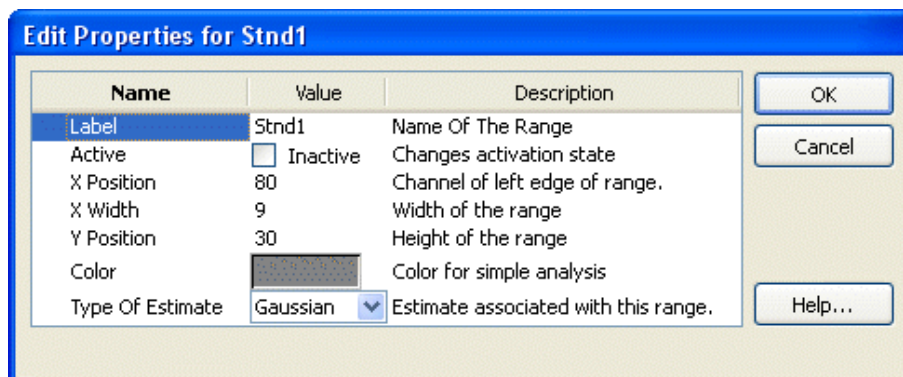 Edit Properties for Stnd1
Name Value Description
Label Stnd1 Name Of The Range
Active Inactive Changes activation state
X Position 80 Channel of left edge of range.
X Width 9 Width of the range
Y Position 30 Height of the range
Color Color for simple analysis
Type Of Estimate Gaussian Estimate associated with this range.
OK
Cancel
Help...